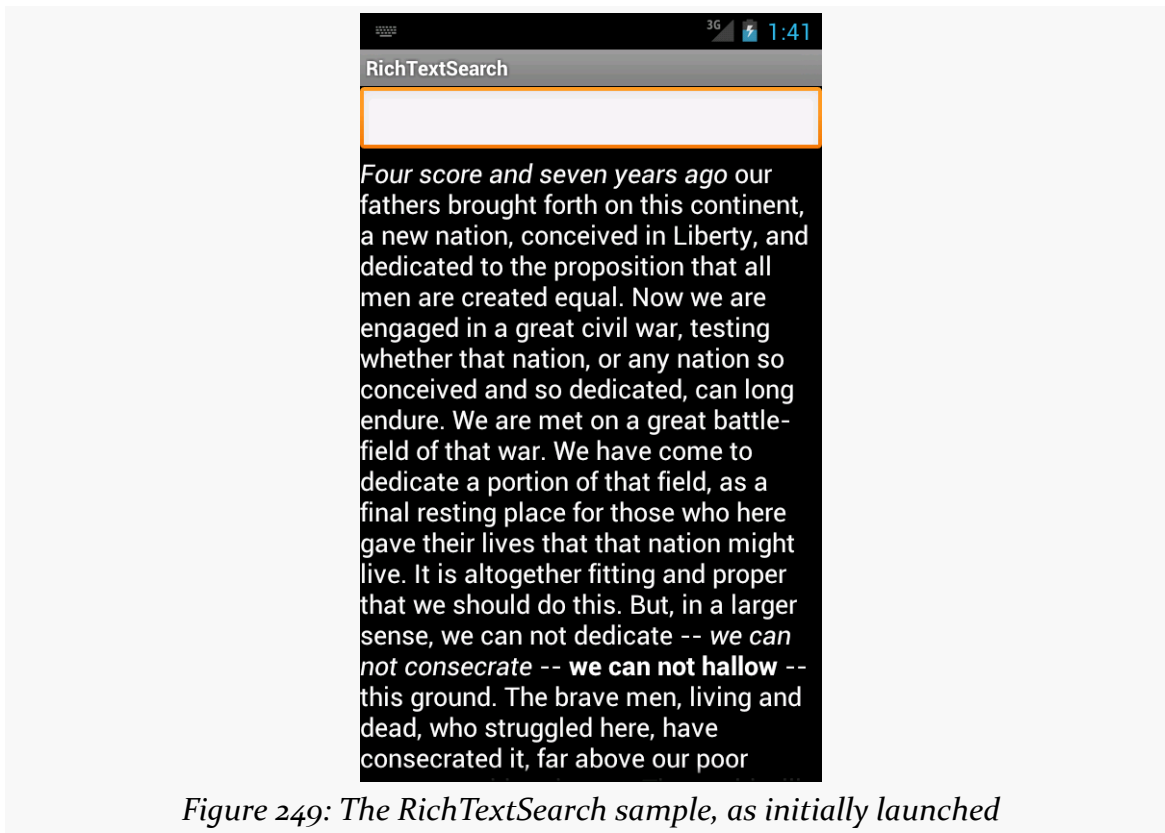 3G 1:41
RichTextSearch
Four score and seven years ago our
fathers brought forth on this continent,
a new nation, conceived in Liberty, and
dedicated to the proposition that all
men are created equal. Now we are
engaged in a great civil war, testing
whether that nation, or any nation so
conceived and so dedicated, can long
endure. We are met on a great battle-
field of that war. We have come to
dedicate a portion of that field, as a
final resting place for those who here
gave their lives that that nation might
live. It is altogether fitting and proper
that we should do this. But, in a larger
sense, we can not dedicate -- we can
not consecrate -- we can not hallow --
this ground. The brave men, living and
dead, who struggled here, have
consecrated it, far above our poor
Figure 249: The RichTextSearch sample, as initially launched